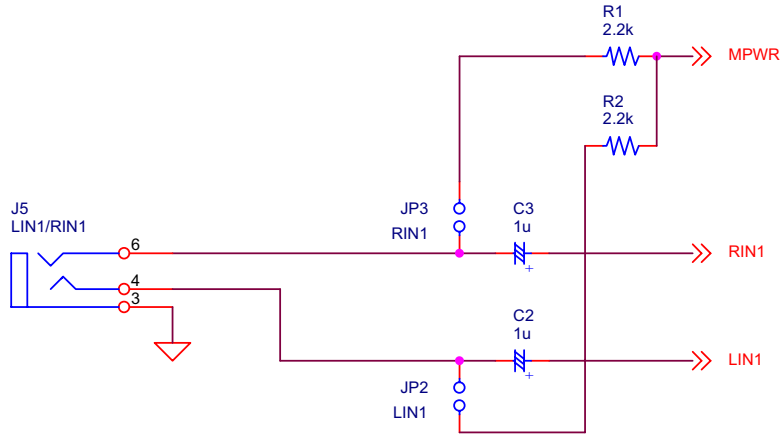 R1
2.2k
MPWR
R2
2.2k
J5
LIN1/RIN1
JP3
RIN1
C3
1u
6
+
RIN1
4
3
C2
1u
+
LIN1
JP2
LIN1